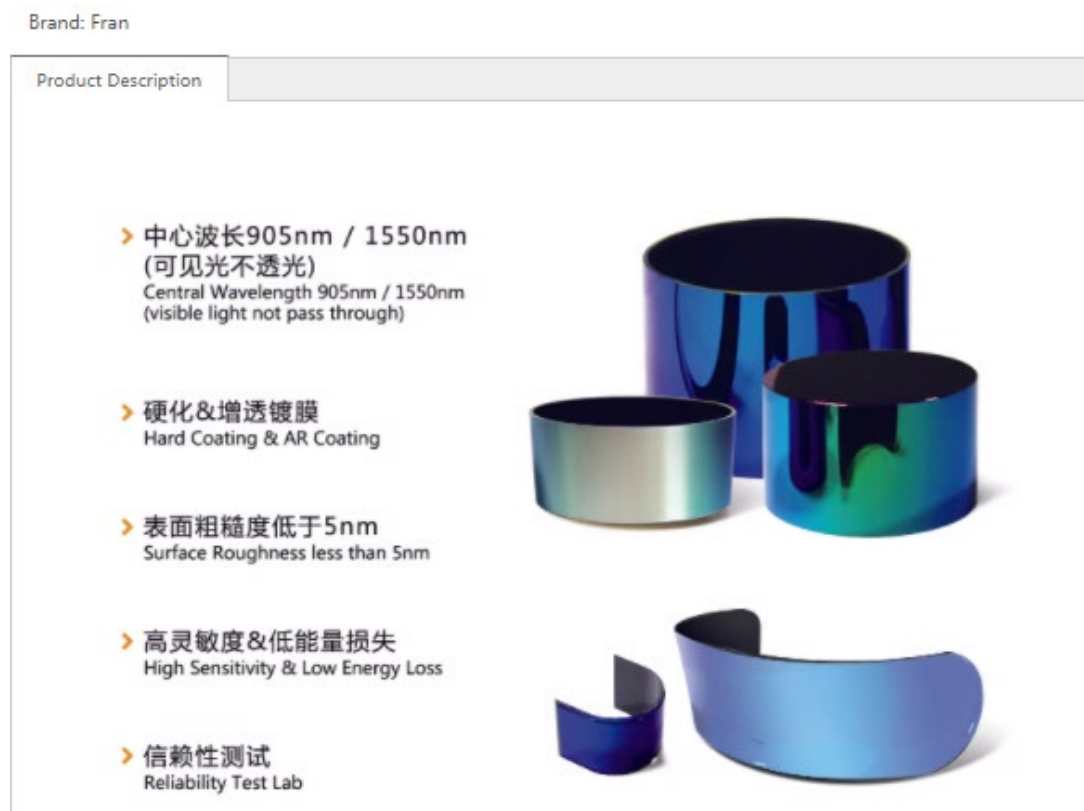 Brand: Fran
Product Description
中心波长905nm / 1550nm
(可见光不透光)
Central Wavelength 905nm / 1550nm
(visible light not pass through)
硬化&增透镀膜
Hard Coating & AR Coating
表面粗糙度低于5nm
Surface Roughness less than 5nm
高灵敏度&低能量损失
High Sensitivity & Low Energy Loss
信赖性测试
Reliability Test Lab